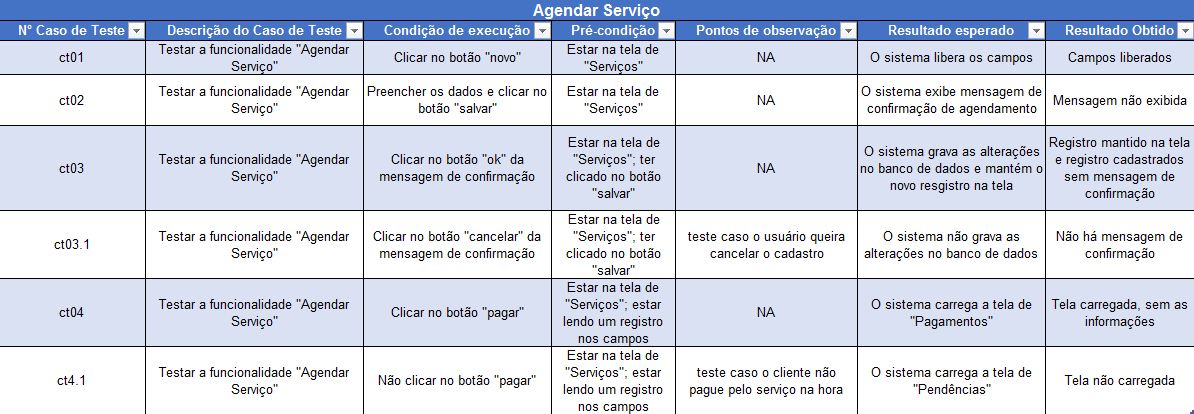 Agendar Serviço
N° Caso de Teste Descrição do Caso de Teste Condição de execução Pré-condição Pontos de observação Resultado esperado Resultado Obtido
ct01
Testar a funcionalidade "Agendar
Serviço"
Clicar no botão "novo"
Estar na tela de
"Serviços"
NA
O sistema libera os campos
Campos liberados
ct02
Testar a funcionalidade "Agendar
Serviço"
Preencher os dados e clicar no
botão "salvar"
Estar na tela de
"Serviços"
NA
O sistema exibe mensagem de
confirmação de agendamento
Mensagem não exibida
ct03
Testar a funcionalidade "Agendar
Serviço"
Clicar no botão "ok" da
mensagem de confirmação
Estar na tela de
"Serviços"; ter
clicado no botão
"salvar"
NA
O sistema grava as alterações
no banco de dados e mantém o
novo resgistro na tela
Registro mantido na tela
e registro cadastrados
sem mensagem de
confirmação
ct03.1
Testar a funcionalidade "Agendar
Serviço"
Clicar no botão "cancelar" da
mensagem de confirmação
Estar na tela de
"Serviços"; ter
clicado no botão
"salvar"
teste caso o usuário queira
cancelar o cadastro
O sistema não grava as
alterações no banco de dados
Não há mensagem de
confirmação
ct04
Testar a funcionalidade "Agendar
Serviço"
Clicar no botão "pagar"
Estar na tela de
"Serviços"; estar
lendo um registro
nos campos
NA
O sistema carrega a tela de
"Pagamentos"
Tela carregada, sem as
informações
ct4.1
Testar a funcionalidade "Agendar
Serviço"
Não clicar no botão "pagar"
Estar na tela de
"Serviços"; estar
lendo um registro
nos campos
teste caso o cliente não
pague pelo serviço na hora
O sistema carrega a tela de
"Pendências"
Tela não carregada